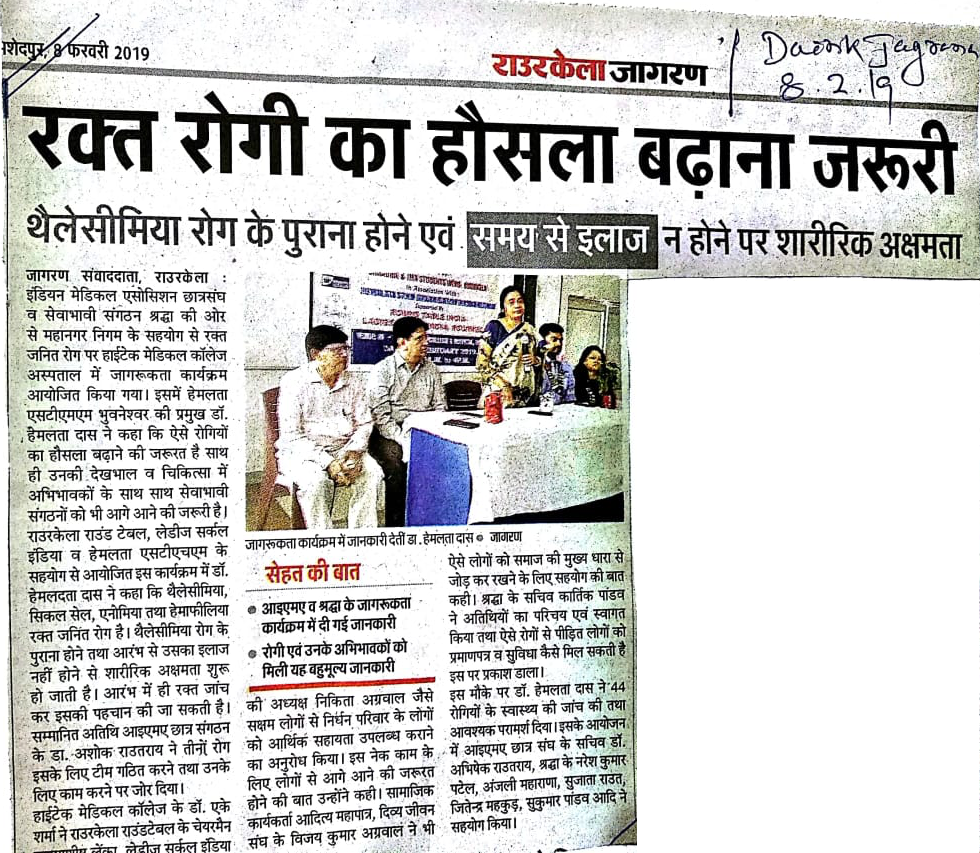 मशेदपुर, 8 फरवरी 2019
राउरकेला जागरण
Dainik Jagran
8.2.19
रक्त रोगी का हौसला बढ़ाना जरूरी
थैलेसीमिया रोग के पुराना होने एवं समय से इलाज न होने पर शारीरिक अक्षमता
जागरण संवाददाता, राउरकेला :
इंडियन मेडिकल एसोसिशन छात्रसंघ
व सेवाभावी संगठन श्रद्धा की ओर
से महानगर निगम के सहयोग से रक्त
जनित रोग पर हाईटेक मेडिकल कॉलेज
अस्पताल में जागरूकता कार्यक्रम
आयोजित किया गया। इसमें हेमलता
एसटीएमएम भुवनेश्वर की प्रमुख डॉ.
हेमलता दास ने कहा कि ऐसे रोगियों
का हौसला बढ़ाने की जरूरत है साथ
ही उनकी देखभाल व चिकित्सा में
अभिभावकों के साथ साथ सेवाभावी
संगठनों को भी आगे आने की जरूरी है।
राउरकेला राउंड टेबल, लेडीज सर्कल
इंडिया व हेमलता एसटीएचएम के
सहयोग से आयोजित इस कार्यक्रम में डॉ.
हेमलदता दास ने कहा कि थैलेसीमिया,
सिकल सेल, एनीमिया तथा हेमाफीलिया
रक्त जनित रोग है। थैलेसीमिया रोग के
पुराना होने तथा आरंभ से उसका इलाज
नहीं होने से शारीरिक अक्षमता शुरू
हो जाती है। आरंभ में ही रक्त जांच
कर इसकी पहचान की जा सकती है।
सम्मानित अतिथि आइएमए छात्र संगठन
के डा. अशोक राउतराय ने तीनों रोग
इसके लिए टीम गठित करने तथा उनके
लिए काम करने पर जोर दिया।
हाईटेक मेडिकल कॉलेज के डॉ. एके
शर्मा ने राउरकेला राउंडटेबल के चेयरमैन
लेंका, लेडीज सर्कल इंडिया
In Association With
ROUND TABLE INDIA
जागरूकता कार्यक्रम में जानकारी देतीं डा. हेमलता दास ● जागरण
सेहत की बात
● आइएमए व श्रद्धा के जागरूकता
कार्यक्रम में दी गई जानकारी
● रोगी एवं उनके अभिभावकों को
मिली यह बहुमूल्य जानकारी
की अध्यक्ष निकिता अग्रवाल जैसे
सक्षम लोगों से निर्धन परिवार के लोगों
को आर्थिक सहायता उपलब्ध कराने
का अनुरोध किया। इस नेक काम के
लिए लोगों से आगे आने की जरूरत
होने की बात उन्होंने कही। सामाजिक
कार्यकर्ता आदित्य महापात्र, दिव्य जीवन
संघ के विजय कुमार अग्रवाल ने भी
ऐसे लोगों को समाज की मुख्य धारा से
जोड़ कर रखने के लिए सहयोग की बात
कही। श्रद्धा के सचिव कार्तिक पांडव
ने अतिथियों का परिचय एवं स्वागत
किया तथा ऐसे रोगों से पीड़ित लोगों को
प्रमाणपत्र व सुविधा कैसे मिल सकती है
इस पर प्रकाश डाला।
इस मौके पर डॉ. हेमलता दास ने 44
रोगियों के स्वास्थ्य की जांच की तथा
आवश्यक परामर्श दिया। इसके आयोजन
में आइएमए छात्र संघ के सचिव डॉ.
अभिषेक राउतराय, श्रद्धा के नरेश कुमार
पटेल, अंजली महाराणा, सुजाता राउत,
जितेन्द्र महकुड़, सुकुमार पांडव आदि ने
सहयोग किया।